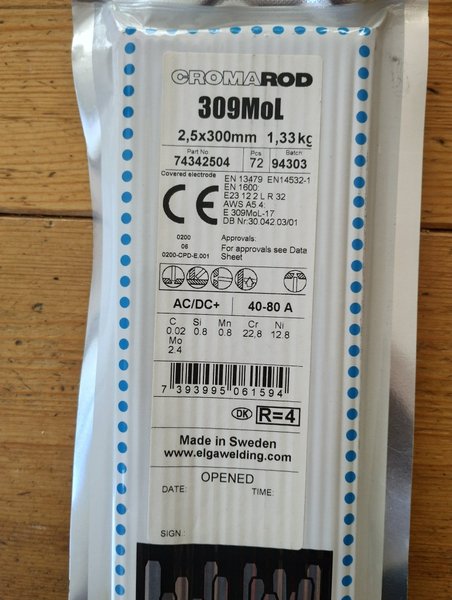 CROMAROD
309MoL
2,5x300mm 1,33kg
Part No Pcs Batch
74342504 72 94303
Covered electrode
EN 13479 EN14532-1
EN 1600:
E23 12 2 L R 32
AWS A5.4:
E 309MoL-17
DB Nr:30.042.03/01
CE
0200
06
0200-CPD-E.001
Approvals:
For approvals see Data
Sheet
AC/DC+ 40-80 A
C Si Mn Cr Ni
0.02 0.8 0.8 22,8 12.8
Mo
2.4
7 393995 061594
DK R=4
Made in Sweden
www.elgawelding.com
OPENED
DATE: TIME:
SIGN.: